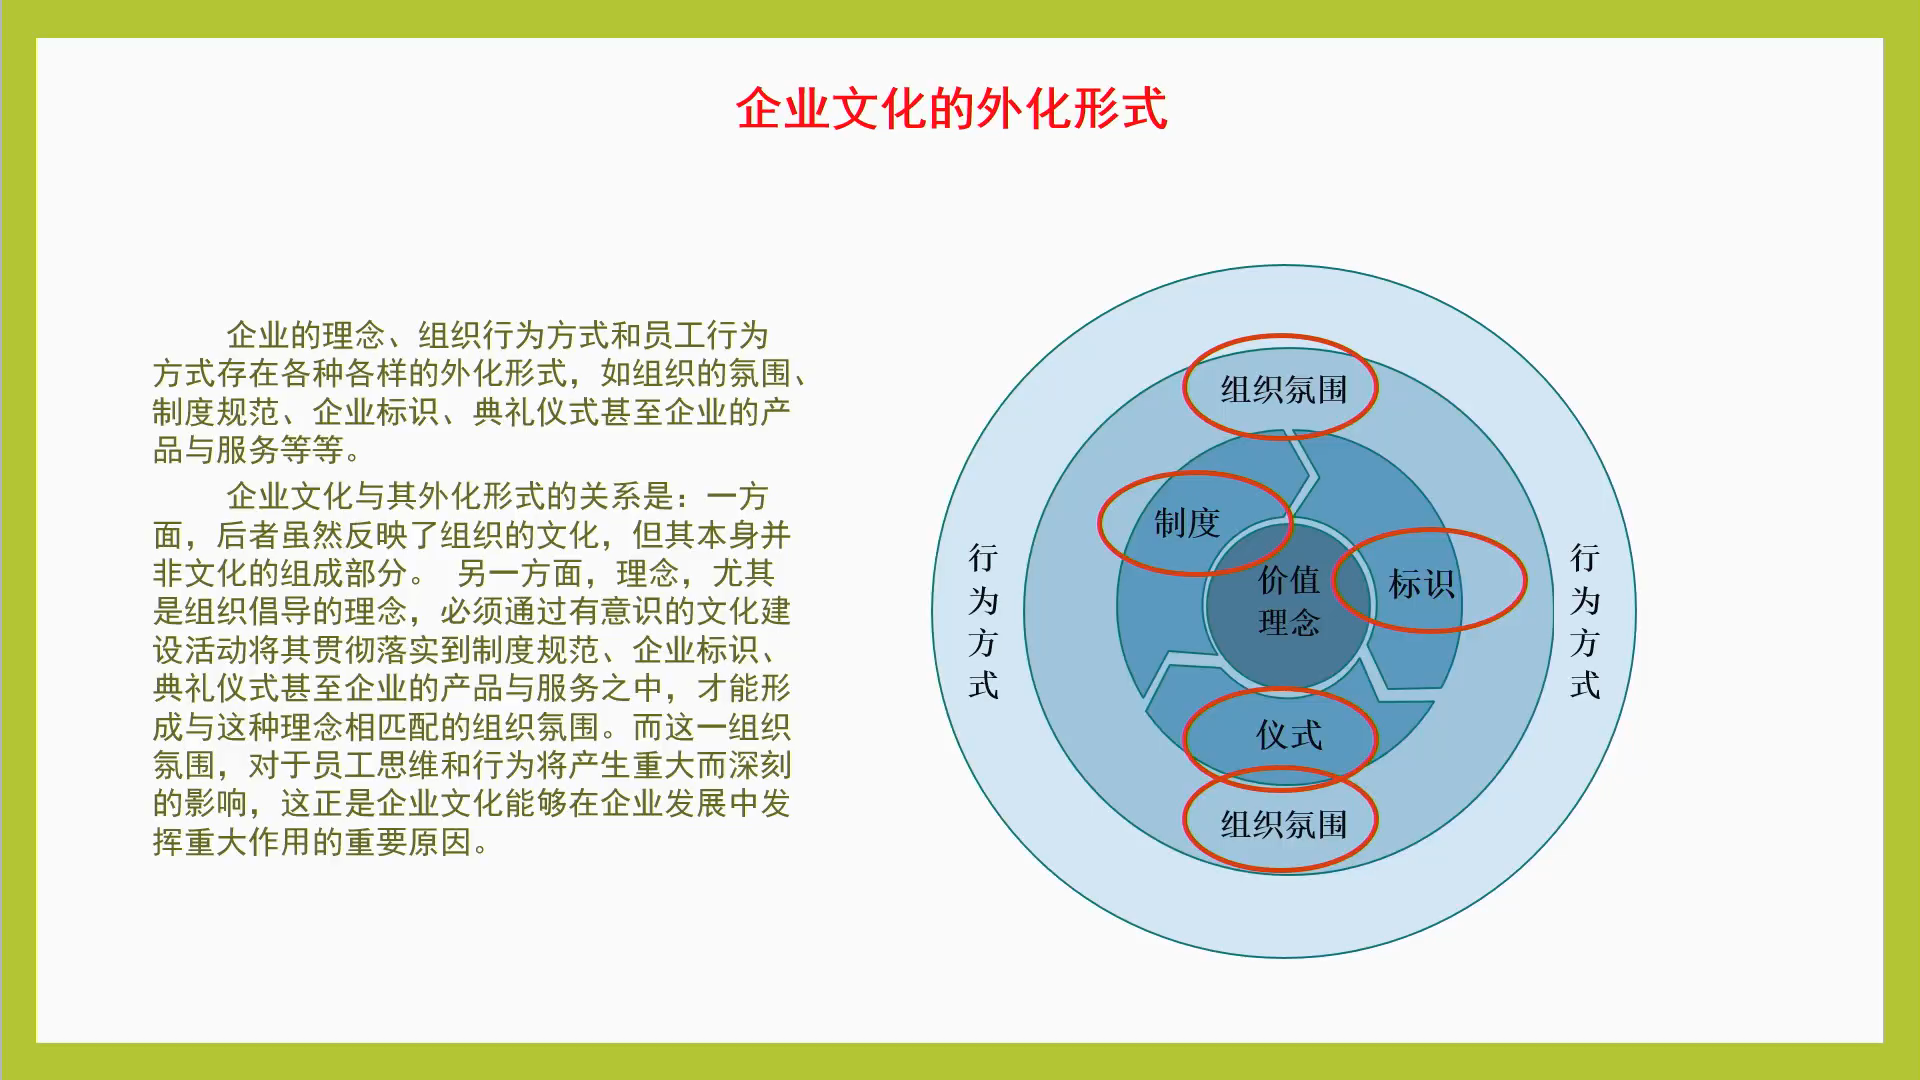 企业文化的外化形式
企业的理念、组织行为方式和员工行为
方式存在各种各样的外化形式，如组织的氛围、
制度规范、企业标识、典礼仪式甚至企业的产
品与服务等等。
企业文化与其外化形式的关系是：一方
面，后者虽然反映了组织的文化，但其本身并
非文化的组成部分。 另一方面，理念，尤其
是组织倡导的理念，必须通过有意识的文化建
设活动将其贯彻落实到制度规范、企业标识、
典礼仪式甚至企业的产品与服务之中，才能形
成与这种理念相匹配的组织氛围。而这一组织
氛围，对于员工思维和行为将产生重大而深刻
的影响，这正是企业文化能够在企业发展中发
挥重大作用的重要原因。
组织氛围
制度
标识
价值
理念
仪式
组织氛围
行为方式
行为方式